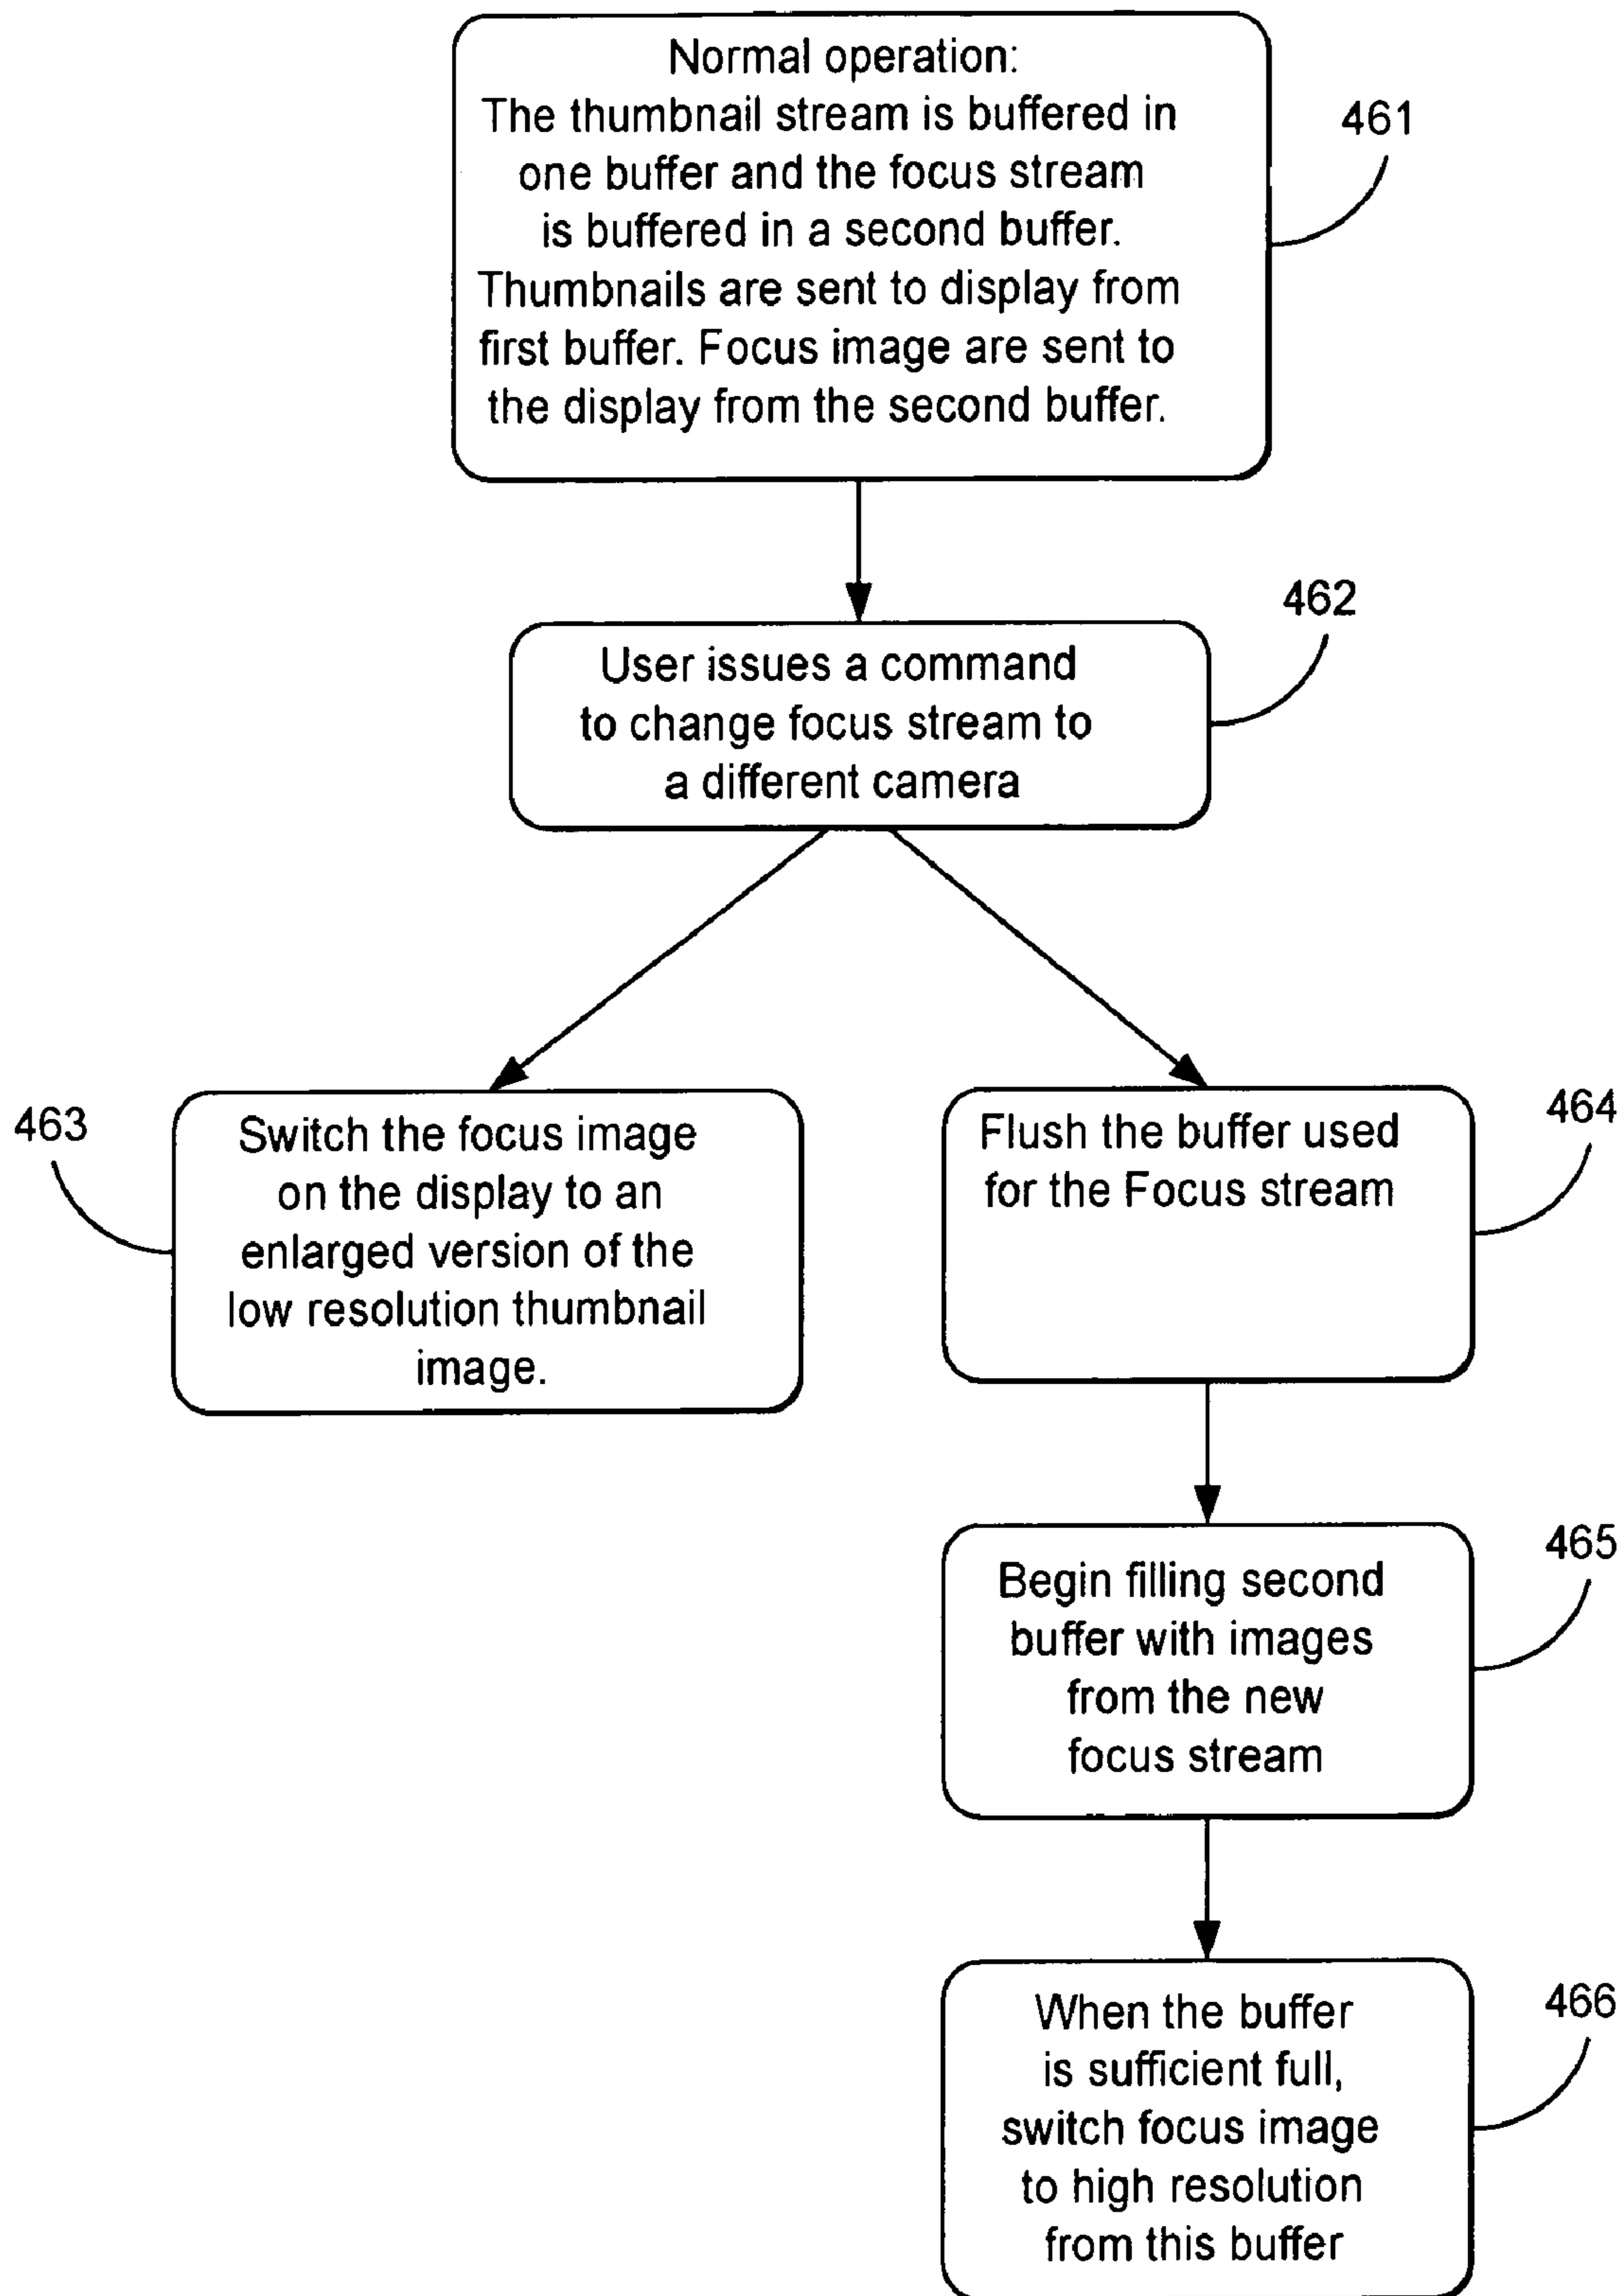 Normal operation:
The thumbnail stream is buffered in
one buffer and the focus stream
is buffered in a second buffer.
Thumbnails are sent to display from
first buffer. Focus image are sent to
the display from the second buffer.
461
462
User issues a command
to change focus stream to
a different camera
463
Switch the focus image
on the display to an
enlarged version of the
low resolution thumbnail
image.
464
Flush the buffer used
for the Focus stream
465
Begin filling second
buffer with images
from the new
focus stream
466
When the buffer
is sufficient full,
switch focus image
to high resolution
from this buffer